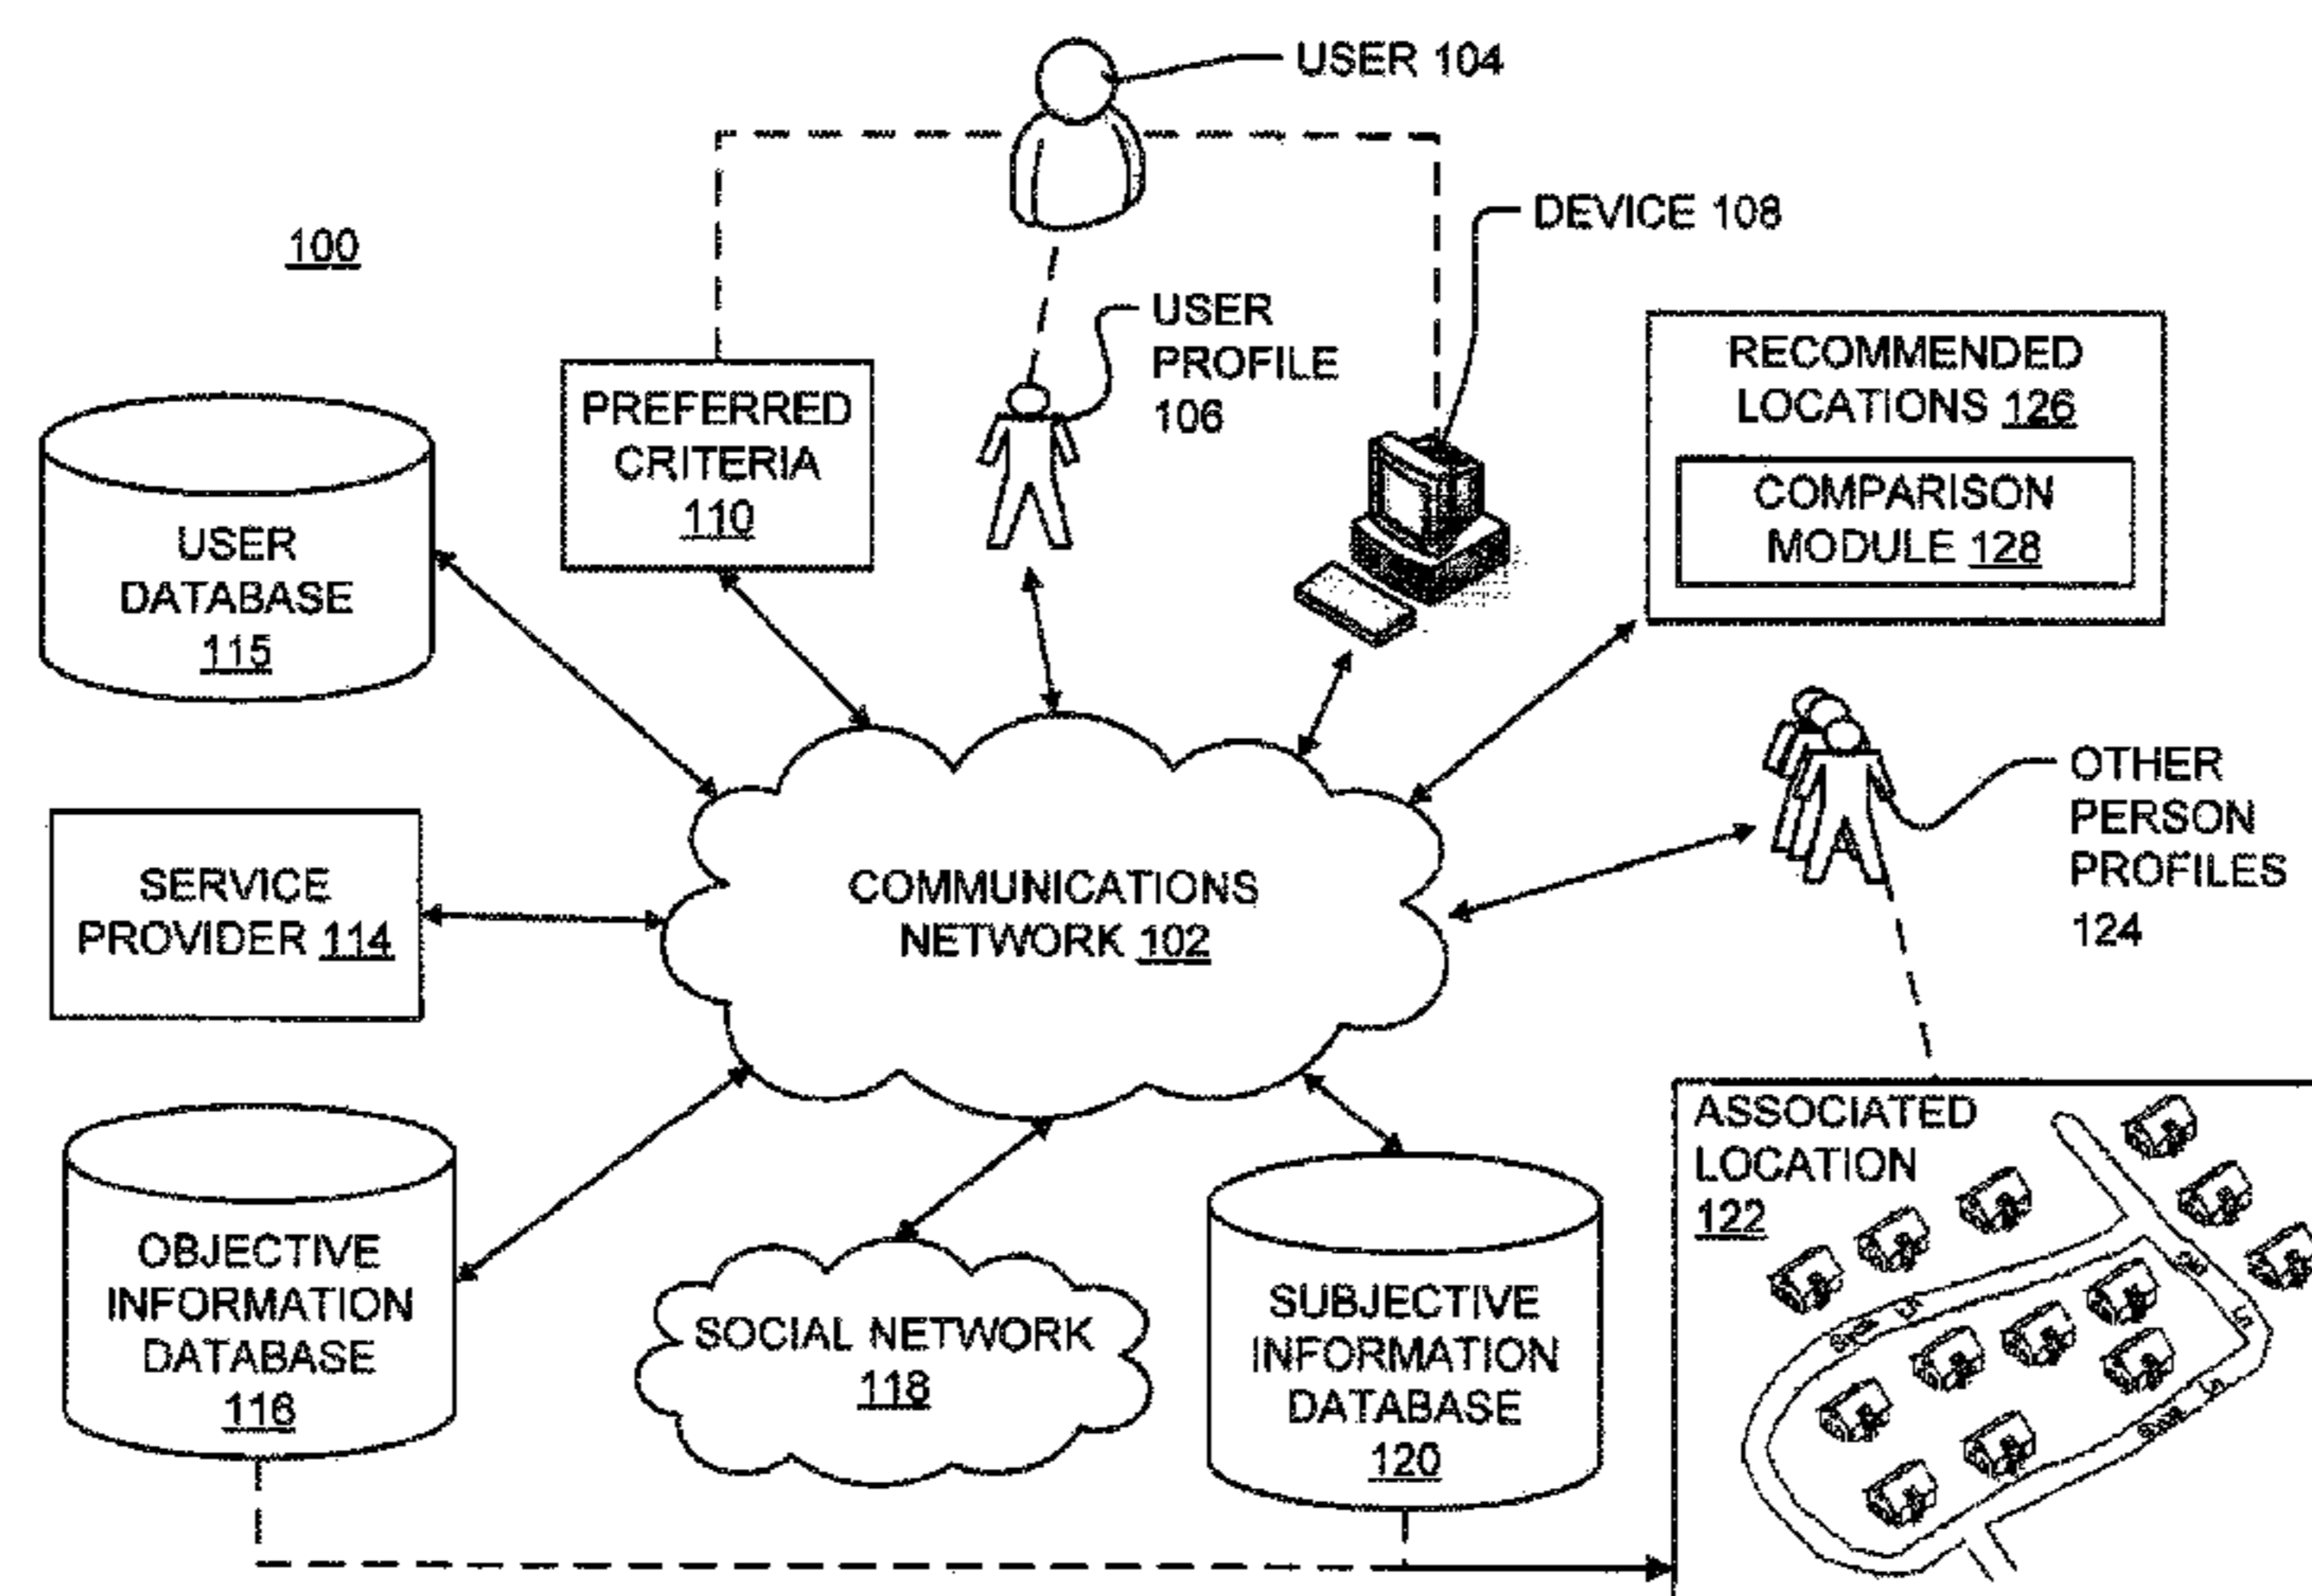 USER 104
DEVICE 108
100
USER
PROFILE
106
PREFERRED
CRITERIA
110
RECOMMENDED
LOCATIONS 126
COMPARISON
MODULE 128
USER
DATABASE
115
OTHER
PERSON
PROFILES
124
SERVICE
PROVIDER 114
COMMUNICATIONS
NETWORK 102
ASSOCIATED
LOCATION
122
OBJECTIVE
INFORMATION
DATABASE
116
SOCIAL NETWORK
118
SUBJECTIVE
INFORMATION
DATABASE
120